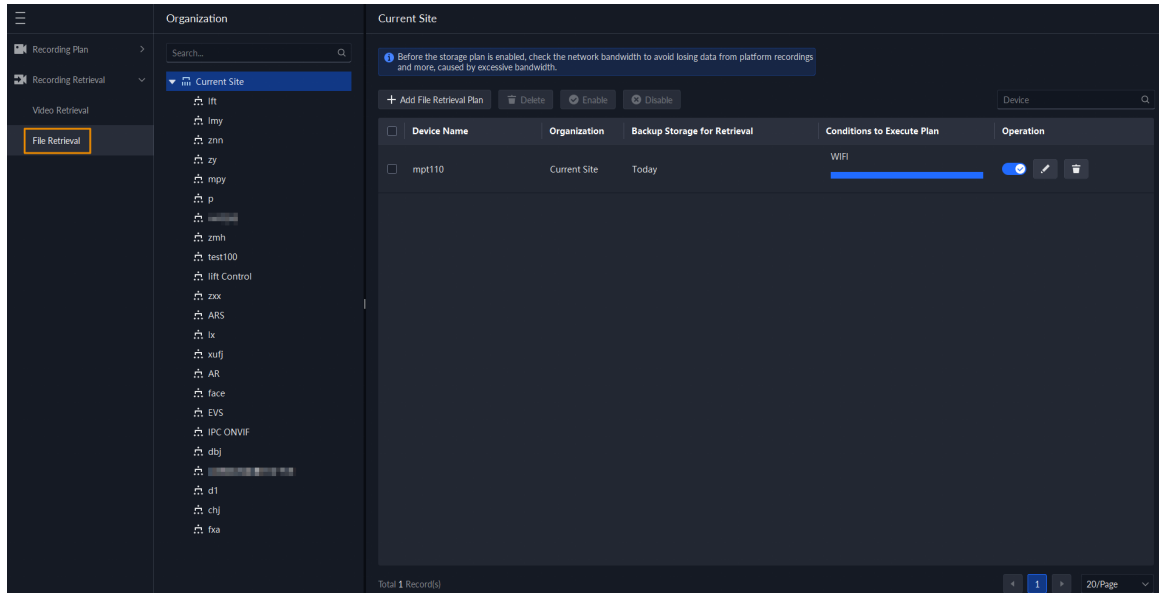 Recording Plan
Recording Retrieval
Video Retrieval
File Retrieval
Organization
Search...
Current Site
lft
lmy
znn
zy
mpy
p
zmh
test100
lift Control
zxx
ARS
lx
xufj
AR
face
EVS
IPC ONVIF
dbj
d1
chj
fxa
Current Site
Before the storage plan is enabled, check the network bandwidth to avoid losing data from platform recordings
and more, caused by excessive bandwidth.
+ Add File Retrieval Plan Delete Enable Disable Device
Device Name Organization Backup Storage for Retrieval Conditions to Execute Plan Operation
mpt110 Current Site Today WIFI
Total 1 Record(s) 1 20/Page